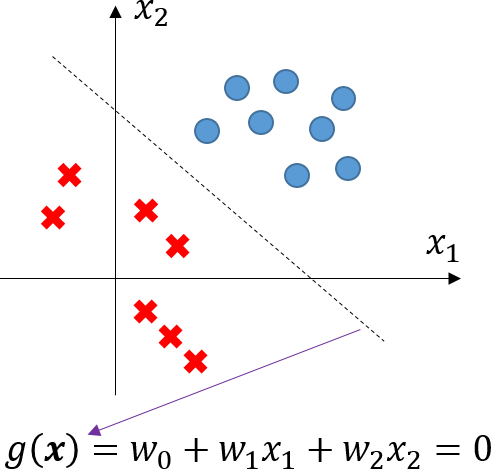 x₂
x₁
g(x) = w₀ + w₁x₁ + w₂x₂ = 0